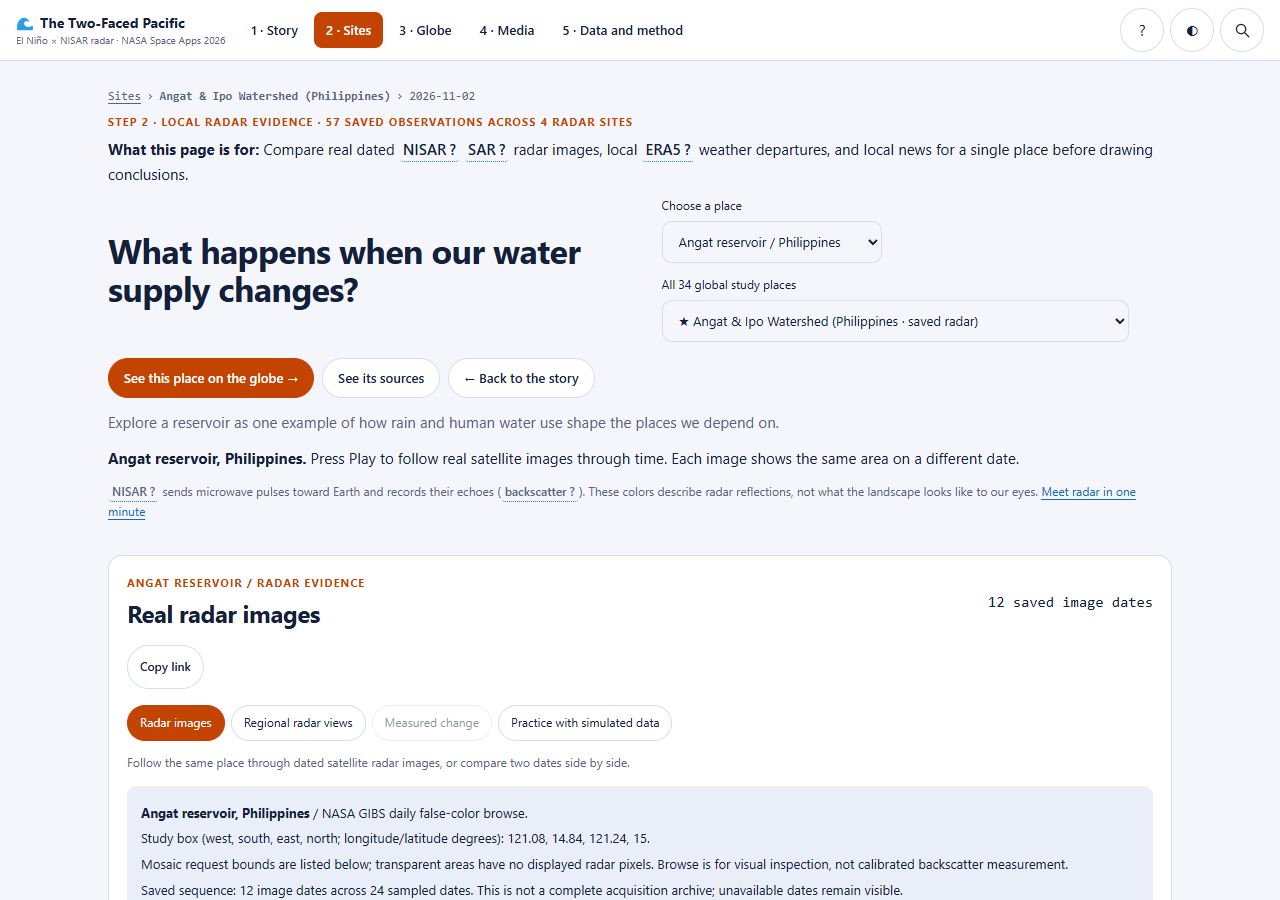 The Two-Faced Pacific
El Niño × NISAR radar · NASA Space Apps 2026
1 · Story
2 · Sites
3 · Globe
4 · Media
5 · Data and method
?
Sites › Angat & Ipo Watershed (Philippines) › 2026-11-02
STEP 2 · LOCAL RADAR EVIDENCE · 57 SAVED OBSERVATIONS ACROSS 4 RADAR SITES
What this page is for: Compare real dated NISAR ? SAR ? radar images, local ERA5 ? weather departures, and local news for a single place before drawing
conclusions.
What happens when our water
supply changes?
Choose a place
Angat reservoir / Philippines
All 34 global study places
★ Angat & Ipo Watershed (Philippines · saved radar)
See this place on the globe →
See its sources
← Back to the story
Explore a reservoir as one example of how rain and human water use shape the places we depend on.
Angat reservoir, Philippines. Press Play to follow real satellite images through time. Each image shows the same area on a different date.
NISAR ? sends microwave pulses toward Earth and records their echoes ( backscatter ? ). These colors describe radar reflections, not what the landscape looks like to our eyes. Meet radar in one
minute
ANGAT RESERVOIR / RADAR EVIDENCE
Real radar images
12 saved image dates
Copy link
Radar images
Regional radar views
Measured change
Practice with simulated data
Follow the same place through dated satellite radar images, or compare two dates side by side.
Angat reservoir, Philippines / NASA GIBS daily false-color browse.
Study box (west, south, east, north; longitude/latitude degrees): 121.08, 14.84, 121.24, 15.
Mosaic request bounds are listed below; transparent areas have no displayed radar pixels. Browse is for visual inspection, not calibrated backscatter measurement.
Saved sequence: 12 image dates across 24 sampled dates. This is not a complete acquisition archive; unavailable dates remain visible.